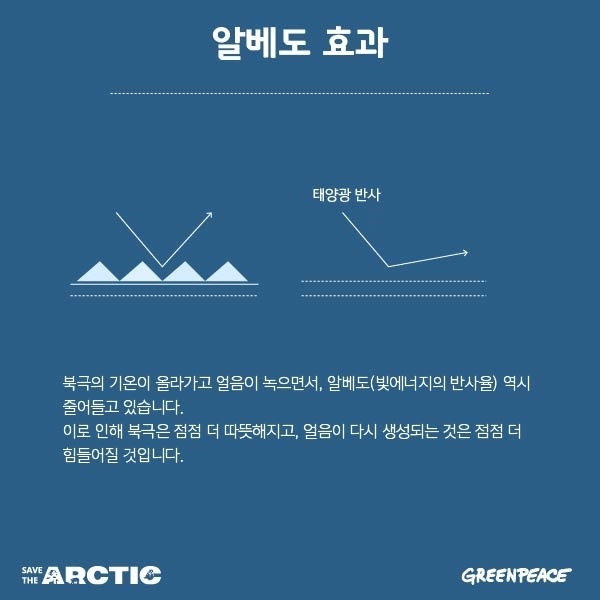 알베도 효과
태양광 반사
북극의 기온이 올라가고 얼음이 녹으면서, 알베도(빛에너지의 반사율) 역시
줄어들고 있습니다.
이로 인해 북극은 점점 더 따뜻해지고, 얼음이 다시 생성되는 것은 점점 더
힘들어질 것입니다.
SAVE
THE ARCTIC
GREENPEACE